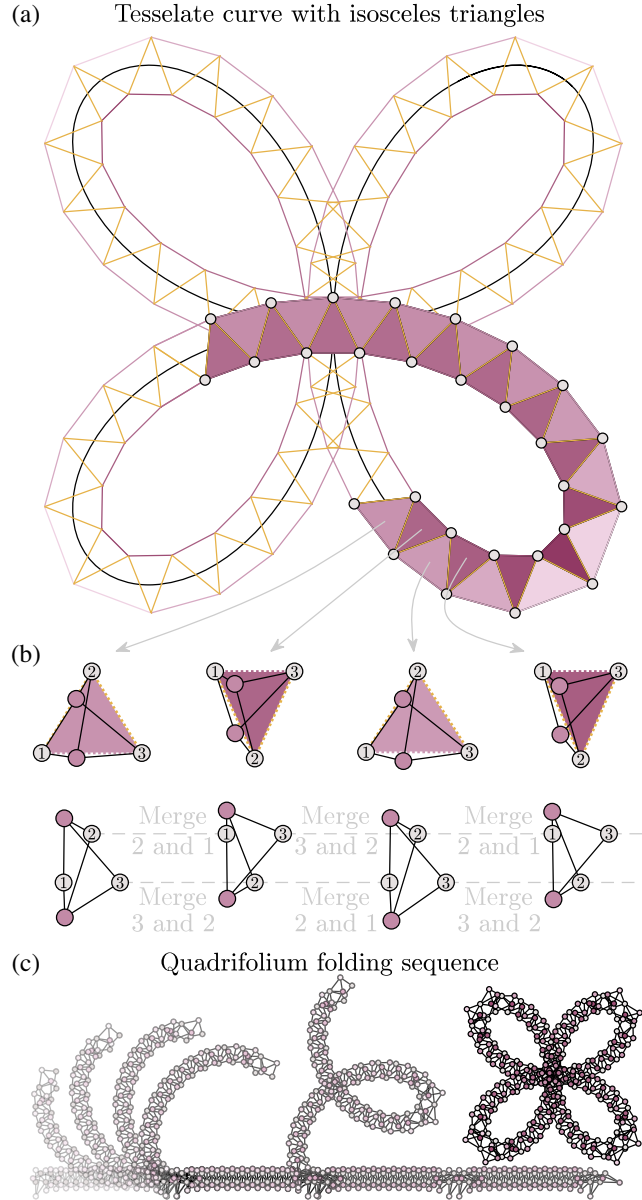 (a) Tesselate curve with isosceles triangles
(b)
2 1 3 2 1 3
1 3 2 1 3 2
Merge Merge Merge
2 1 3 2 1 3
2 and 1 3 and 2 2 and 1
1 3 2 1 3 2
Merge Merge Merge
3 and 2 2 and 1 3 and 2
(c) Quadrifolium folding sequence